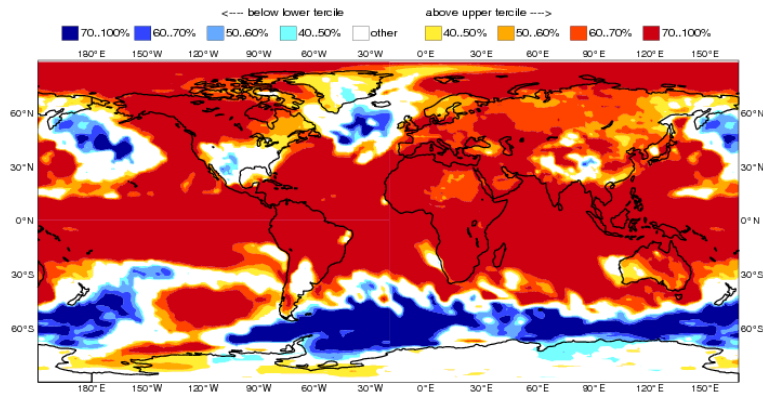 <---- below lower tercile above upper tercile ---->
70..100% 60..70% 50..60% 40..50% other 40..50% 50..60% 60..70% 70..100%
180°E 150°W 120°W 90°W 60°W 30°W 0°E 30°E 60°E 90°E 120°E 150°E
60°N 60°N
30°N 30°N
0°N 0°N
30°S 30°S
60°S 60°S
180°E 150°W 120°W 90°W 60°W 30°W 0°E 30°E 60°E 90°E 120°E 150°E